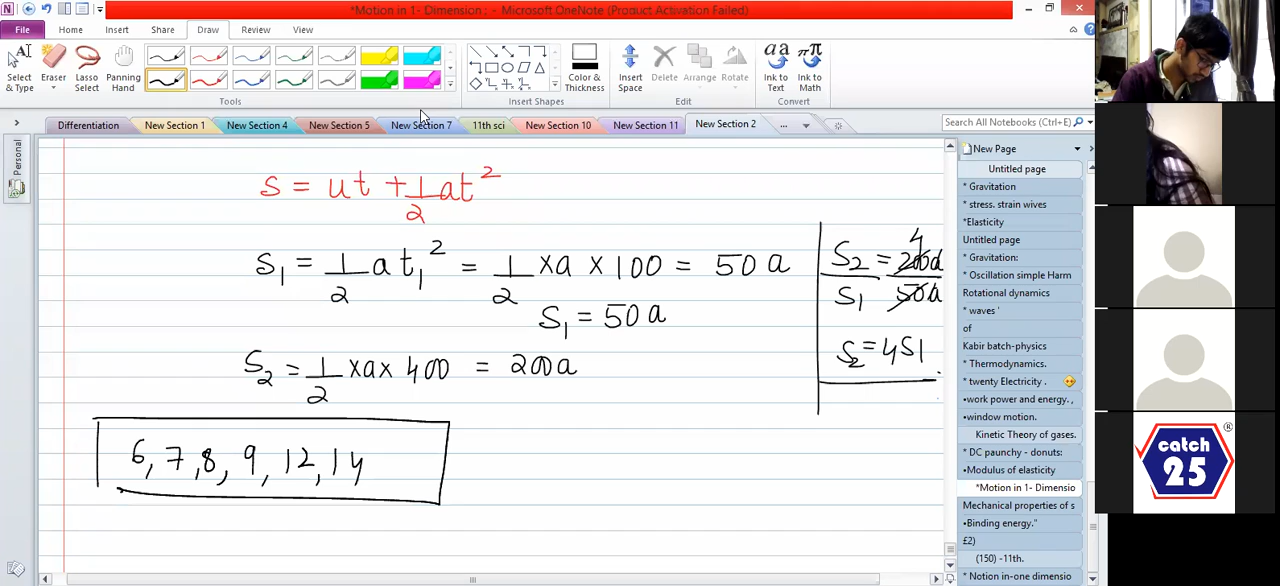 *Motion in 1- Dimension : - Microsoft OneNote (Product Activation Failed)
File Home Insert Share Draw Review View
Select & Type
Eraser
Lasso Select
Panning Hand
Color & Thickness
Insert Space
Delete
Arrange
Rotate
Ink to Text
Ink to Math
Tools
Insert Shapes
Edit
Convert
Differentiation New Section 1 New Section 4 New Section 5 New Section 7 11th sci New Section 10 New Section 11 New Section 2 ...
Search All Notebooks (Ctrl+E)
Personal
New Page
Untitled page
* Gravitation
* stress. strain wives
*Elasticity
Untitled page
* Gravitation:
* Oscillation simple Harm
Rotational dynamics
* waves '
of
Kabir batch-physics
* Thermodynamics.
* twenty Electricity .
•work power and energy. ,
•window motion.
Kinetic Theory of gases.
* DC paunchy - donuts:
•Modulus of elasticity
*Motion in 1- Dimensio
Mechanical properties of s
•Binding energy."
£2)
(150) -11th.
* Notion in-one dimensio
s = ut + 1/2 at²
S₁ = 1/2 a t₁² = 1/2 × a × 100 = 50 a
S₁ = 50 a
S₂ = 1/2 × a × 400 = 200a
S₂/S₁ = 200a/50a 4
S₂ = 4S1
6, 7, 8, 9, 12, 14
catch 25 ®